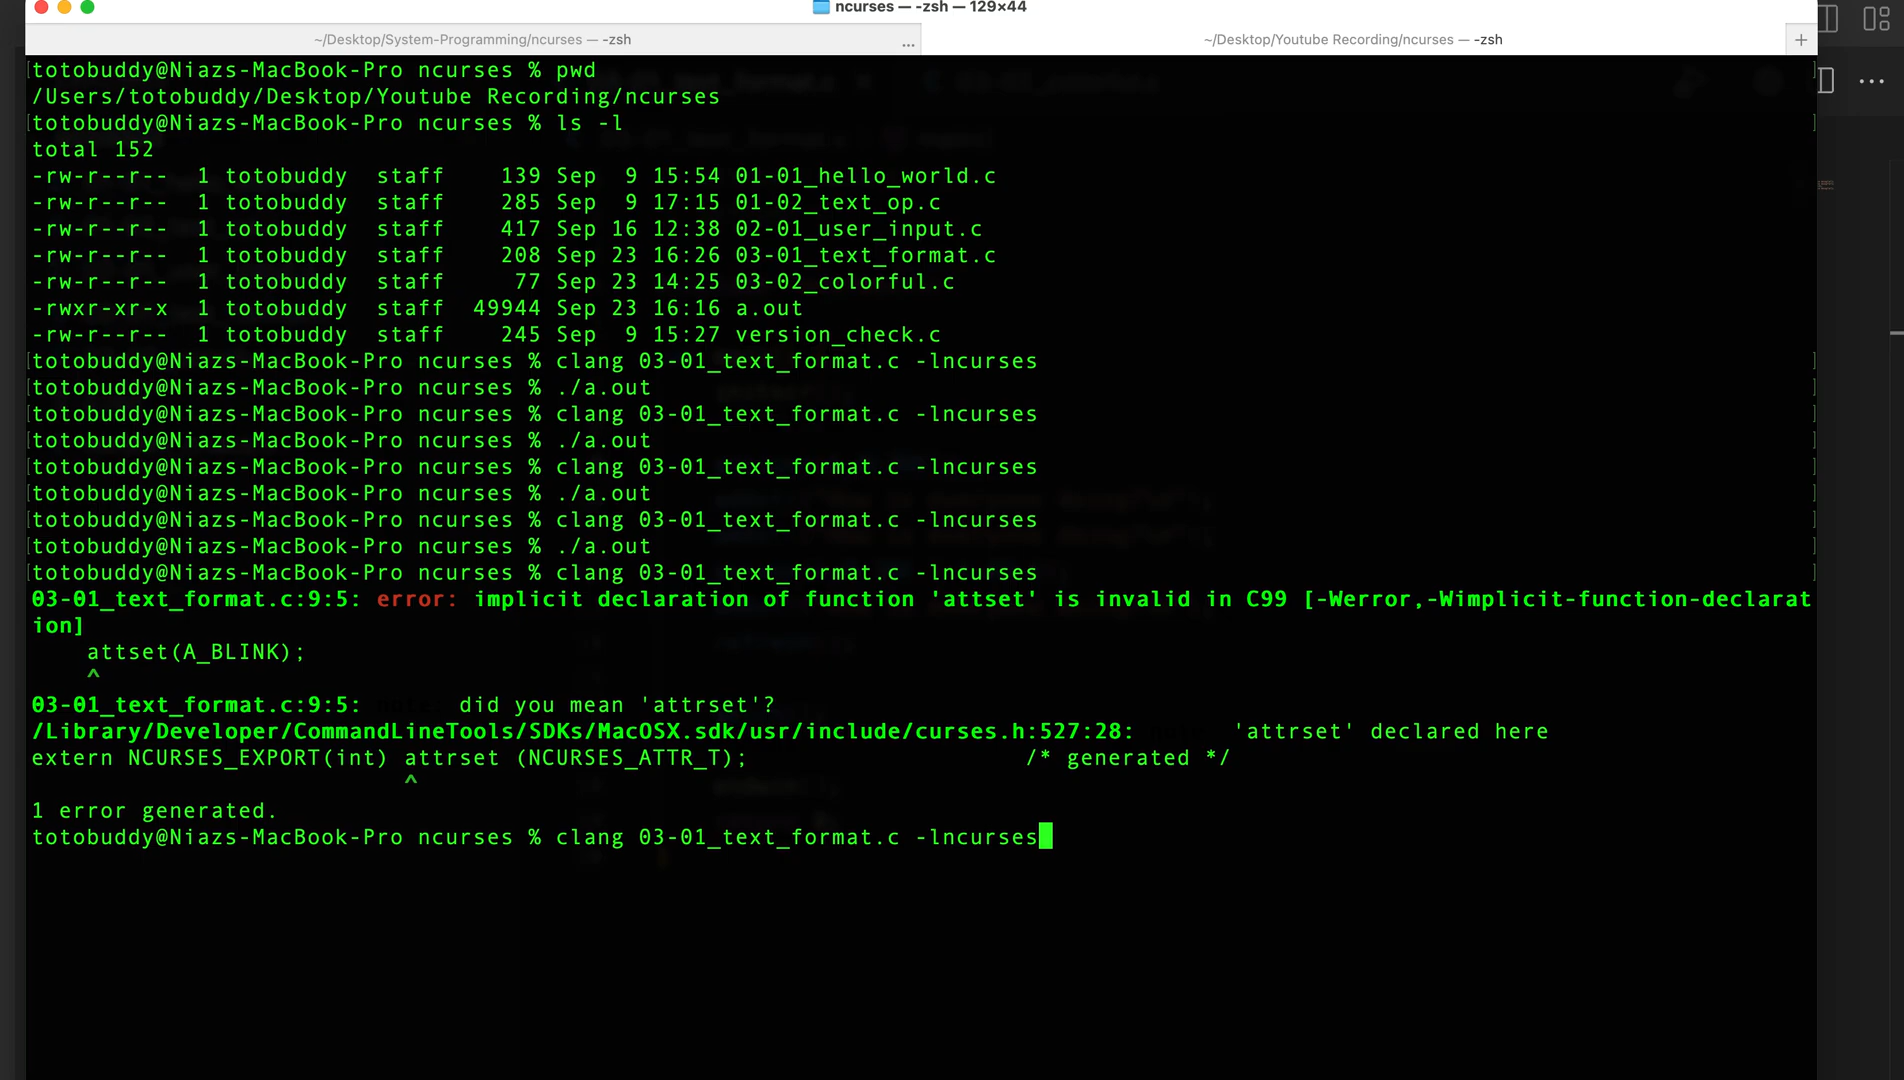 ncurses — -zsh — 129×44
~/Desktop/System-Programming/ncurses — -zsh ... ~/Desktop/Youtube Recording/ncurses — -zsh +
totobuddy@Niazs-MacBook-Pro ncurses % pwd
/Users/totobuddy/Desktop/Youtube Recording/ncurses
totobuddy@Niazs-MacBook-Pro ncurses % ls -l
total 152
-rw-r--r-- 1 totobuddy staff 139 Sep 9 15:54 01-01_hello_world.c
-rw-r--r-- 1 totobuddy staff 285 Sep 9 17:15 01-02_text_op.c
-rw-r--r-- 1 totobuddy staff 417 Sep 16 12:38 02-01_user_input.c
-rw-r--r-- 1 totobuddy staff 208 Sep 23 16:26 03-01_text_format.c
-rw-r--r-- 1 totobuddy staff 77 Sep 23 14:25 03-02_colorful.c
-rwxr-xr-x 1 totobuddy staff 49944 Sep 23 16:16 a.out
-rw-r--r-- 1 totobuddy staff 245 Sep 9 15:27 version_check.c
totobuddy@Niazs-MacBook-Pro ncurses % clang 03-01_text_format.c -lncurses
totobuddy@Niazs-MacBook-Pro ncurses % ./a.out
totobuddy@Niazs-MacBook-Pro ncurses % clang 03-01_text_format.c -lncurses
totobuddy@Niazs-MacBook-Pro ncurses % ./a.out
totobuddy@Niazs-MacBook-Pro ncurses % clang 03-01_text_format.c -lncurses
totobuddy@Niazs-MacBook-Pro ncurses % ./a.out
totobuddy@Niazs-MacBook-Pro ncurses % clang 03-01_text_format.c -lncurses
totobuddy@Niazs-MacBook-Pro ncurses % ./a.out
totobuddy@Niazs-MacBook-Pro ncurses % clang 03-01_text_format.c -lncurses
03-01_text_format.c:9:5: error: implicit declaration of function 'attset' is invalid in C99 [-Werror,-Wimplicit-function-declarat
ion]
attset(A_BLINK);
^
03-01_text_format.c:9:5: did you mean 'attrset'?
/Library/Developer/CommandLineTools/SDKs/MacOSX.sdk/usr/include/curses.h:527:28: 'attrset' declared here
extern NCURSES_EXPORT(int) attrset (NCURSES_ATTR_T); /* generated */
^
1 error generated.
totobuddy@Niazs-MacBook-Pro ncurses % clang 03-01_text_format.c -lncurses